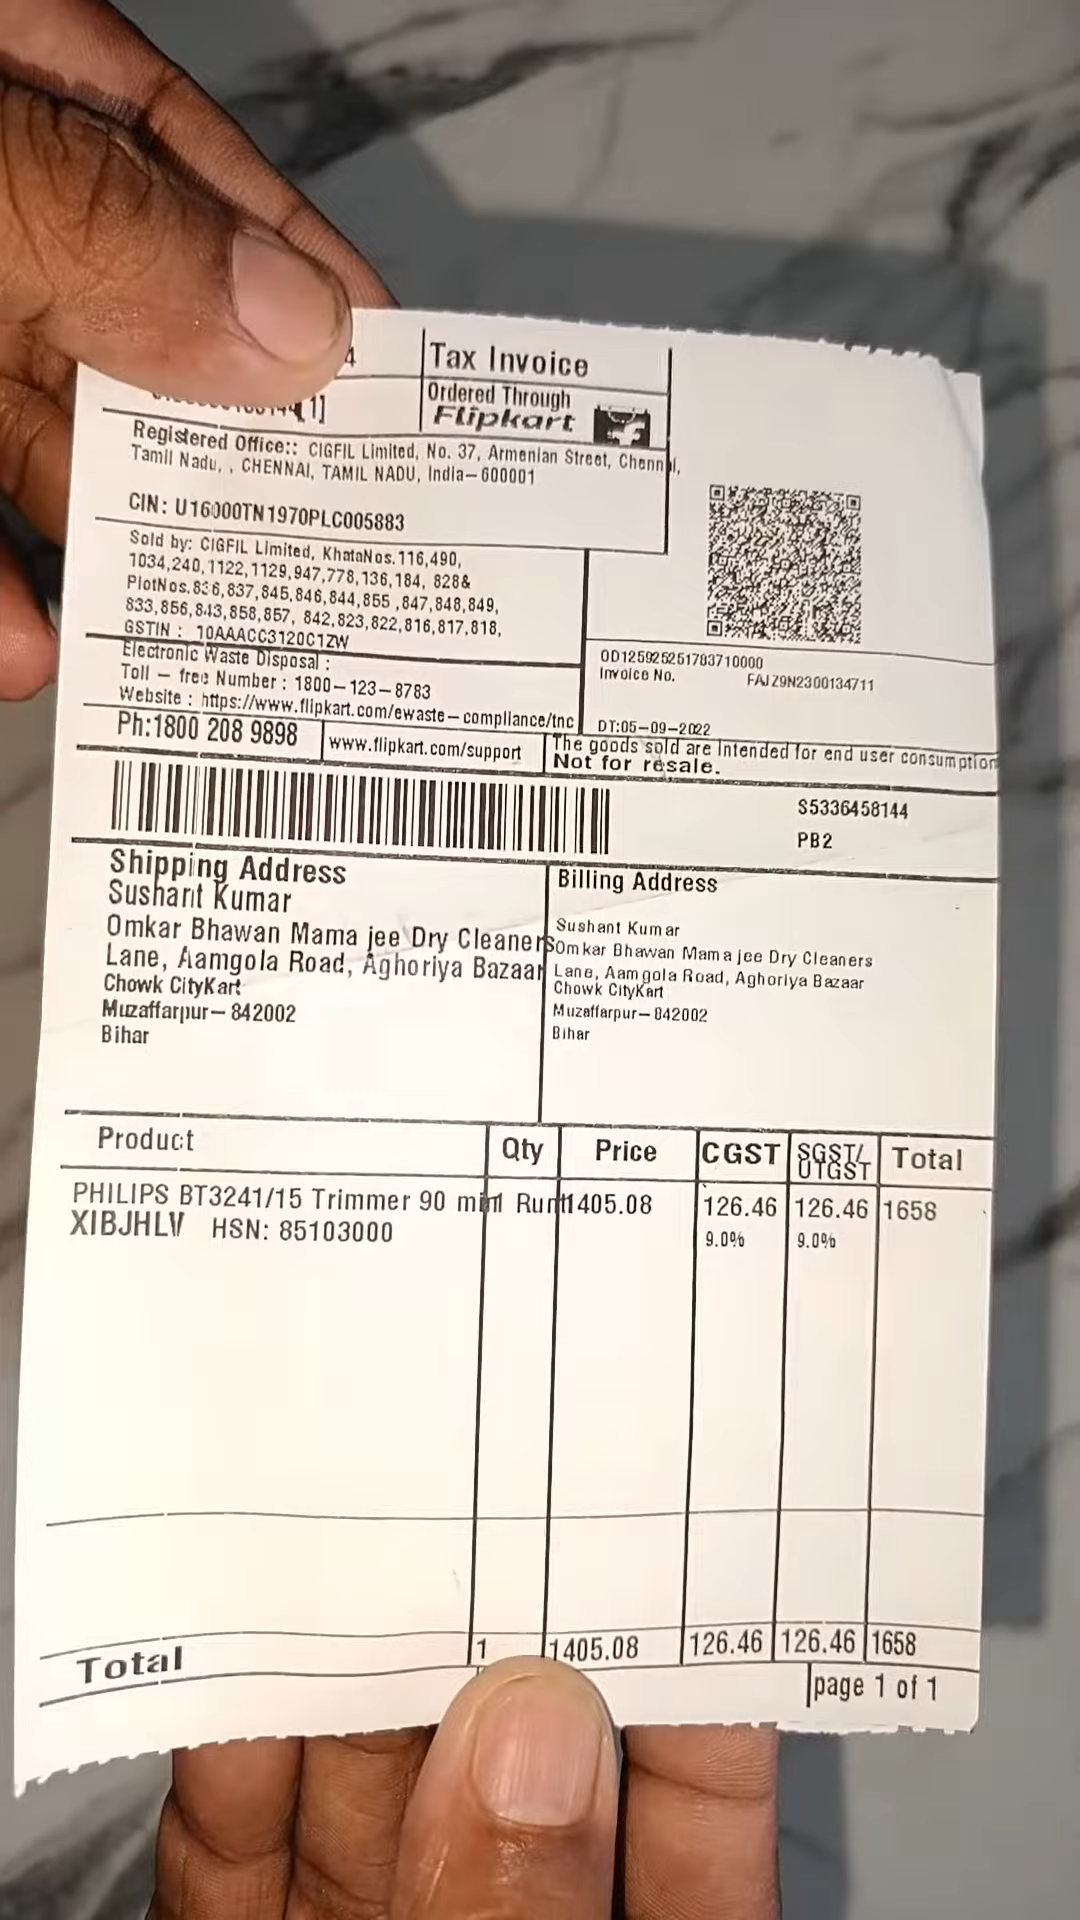 4
Tax Invoice
[1]
Ordered Through
Flipkart
Registered Office:: CIGFIL Limited, No. 37, Armenian Street, Chennai,
Tamil Nadu, , CHENNAI, TAMIL NADU, India-600001
CIN: U16000TN1970PLC005883
Sold by: CIGFIL Limited, KhataNos.116,490,
1034,240,1122,1129,947,778,136,184, 828&
PlotNos.836,837,845,846,844,855 ,847,848,849,
833,856,843,858,857, 842,823,822,816,817,818,
GSTIN : 10AAACC3120C1ZW
Electronic Waste Disposal :
Toll - free Number : 1800-123-8783
Website : https://www.flipkart.com/ewaste-compliance/tnc
OD125925251783710000
Invoice No. FAJZ9N2300134711
DT:05-09-2022
Ph:1800 208 9898
www.flipkart.com/support
The goods sold are Intended for end user consumption
Not for resale.
S5336458144
PB2
Shipping Address
Sushant Kumar
Omkar Bhawan Mama jee Dry Cleaners
Lane, Aamgola Road, Aghoriya Bazaar
Chowk CityKart
Muzaffarpur-842002
Bihar
Billing Address
Sushant Kumar
Omkar Bhawan Mama jee Dry Cleaners
Lane, Aamgola Road, Aghoriya Bazaar
Chowk CityKart
Muzaffarpur-842002
Bihar
Product Qty Price CGST SGST/UTGST Total
PHILIPS BT3241/15 Trimmer 90 min Runt 1 1405.08 126.46 126.46 1658
XIBJHLV HSN: 85103000 9.0% 9.0%
Total 1 1405.08 126.46 126.46 1658
page 1 of 1